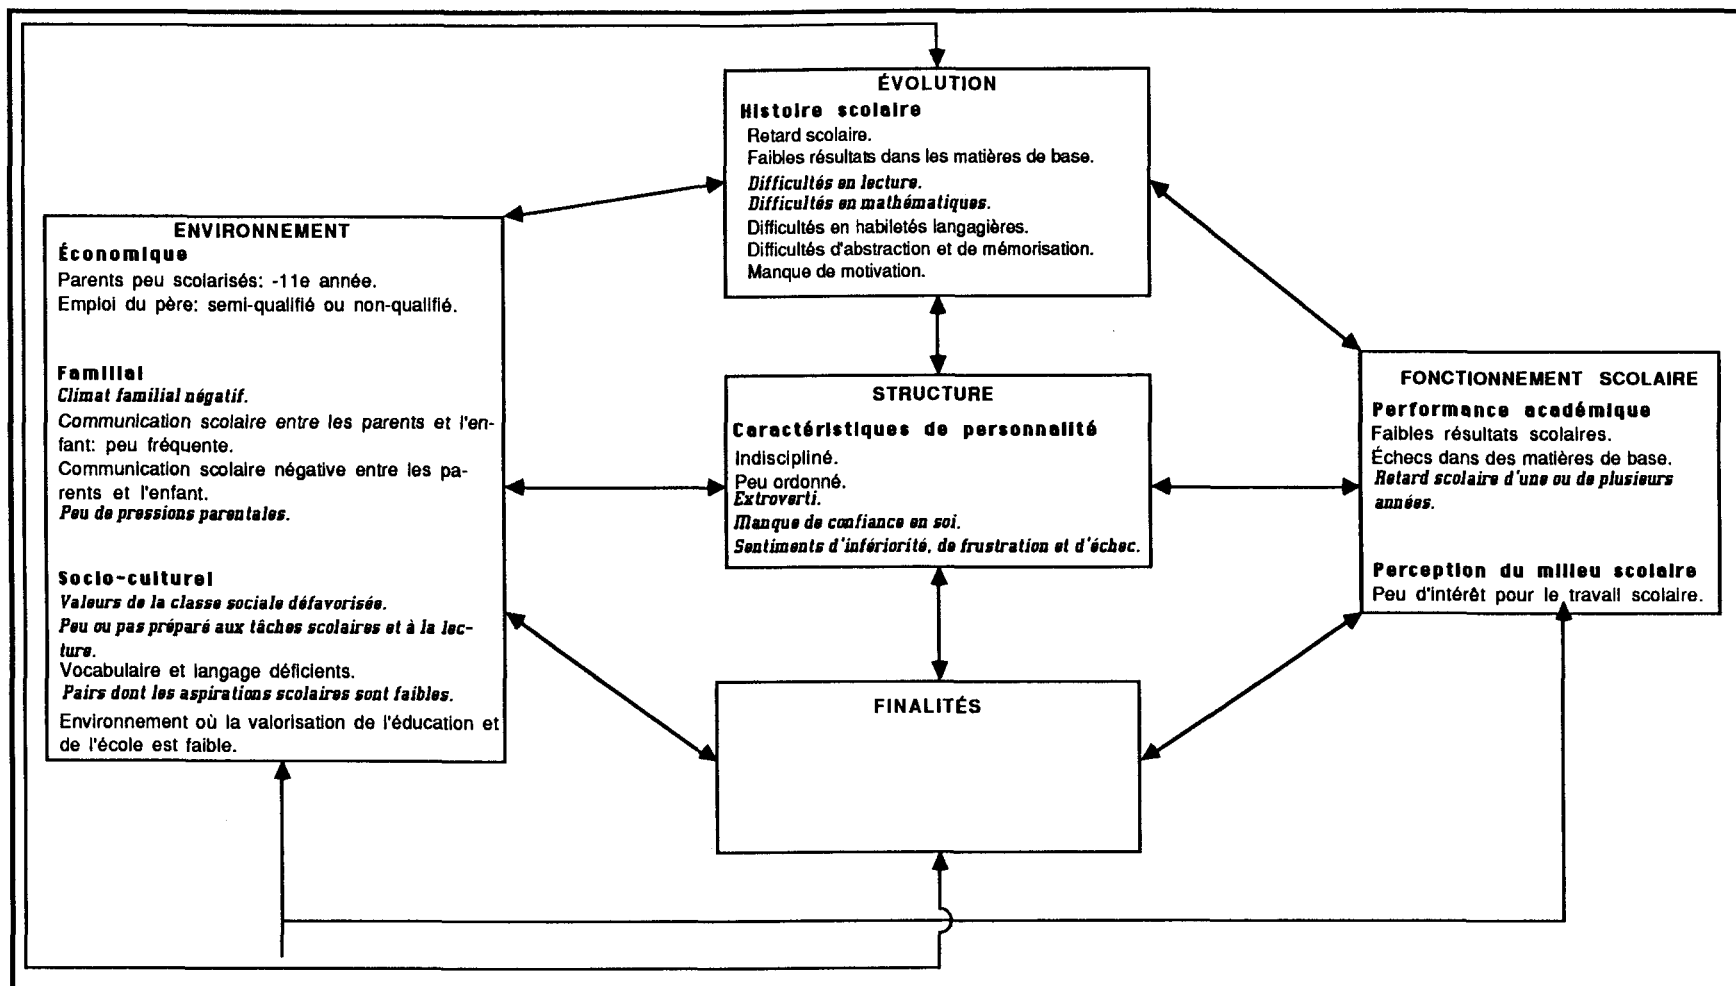 ÉVOLUTION
Histoire scolaire
Retard scolaire.
Faibles résultats dans les matières de base.
Difficultés en lecture.
Difficultés en mathématiques.
Difficultés en habiletés langagières.
Difficultés d'abstraction et de mémorisation.
Manque de motivation.
ENVIRONNEMENT
Économique
Parents peu scolarisés: -11e année.
Emploi du père: semi-qualifié ou non-qualifié.
Familial
Climat familial négatif.
Communication scolaire entre les parents et l'en-
fant: peu fréquente.
Communication scolaire négative entre les pa-
rents et l'enfant.
Peu de pressions parentales.
Socio-culturel
Valeurs de la classe sociale défavorisée.
Peu ou pas préparé aux tâches scolaires et à la lec-
ture.
Vocabulaire et langage déficients.
Pairs dont les aspirations scolaires sont faibles.
Environnement où la valorisation de l'éducation et
de l'école est faible.
STRUCTURE
Caractéristiques de personnalité
Indiscipliné.
Peu ordonné.
Extroverti.
Manque de confiance en soi.
Sentiments d'infériorité, de frustration et d'échec.
FONCTIONNEMENT SCOLAIRE
Performance académique
Faibles résultats scolaires.
Échecs dans des matières de base.
Retard scolaire d'une ou de plusieurs
années.
Perception du milieu scolaire
Peu d'intérêt pour le travail scolaire.
FINALITÉS